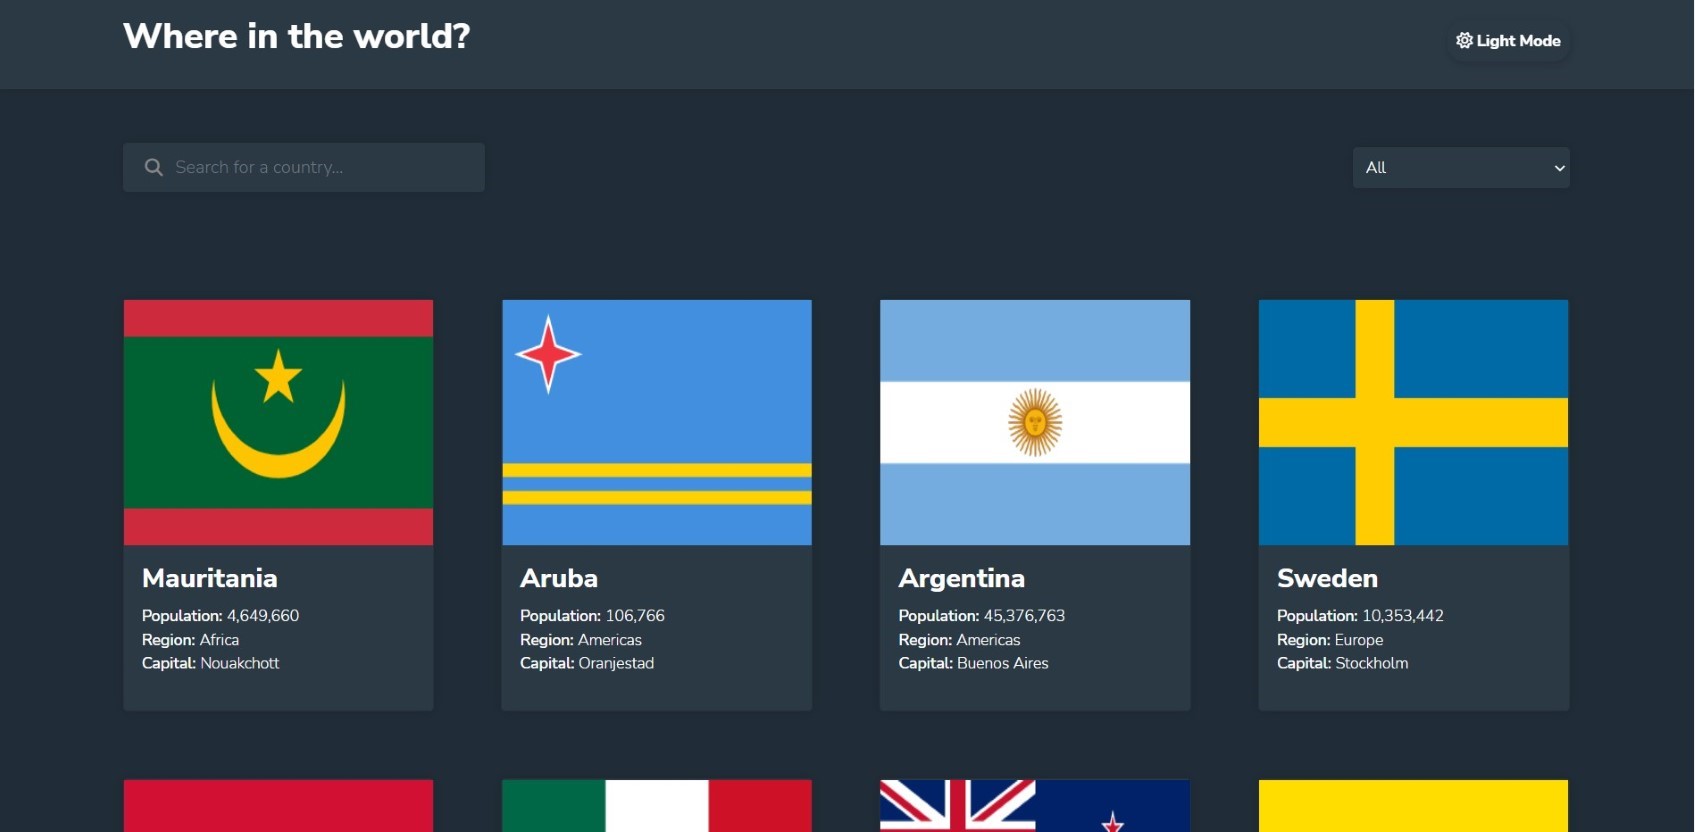 Where in the world?
Light Mode
Search for a country...
All
Mauritania
Population: 4,649,660
Region: Africa
Capital: Nouakchott
Aruba
Population: 106,766
Region: Americas
Capital: Oranjestad
Argentina
Population: 45,376,763
Region: Americas
Capital: Buenos Aires
Sweden
Population: 10,353,442
Region: Europe
Capital: Stockholm